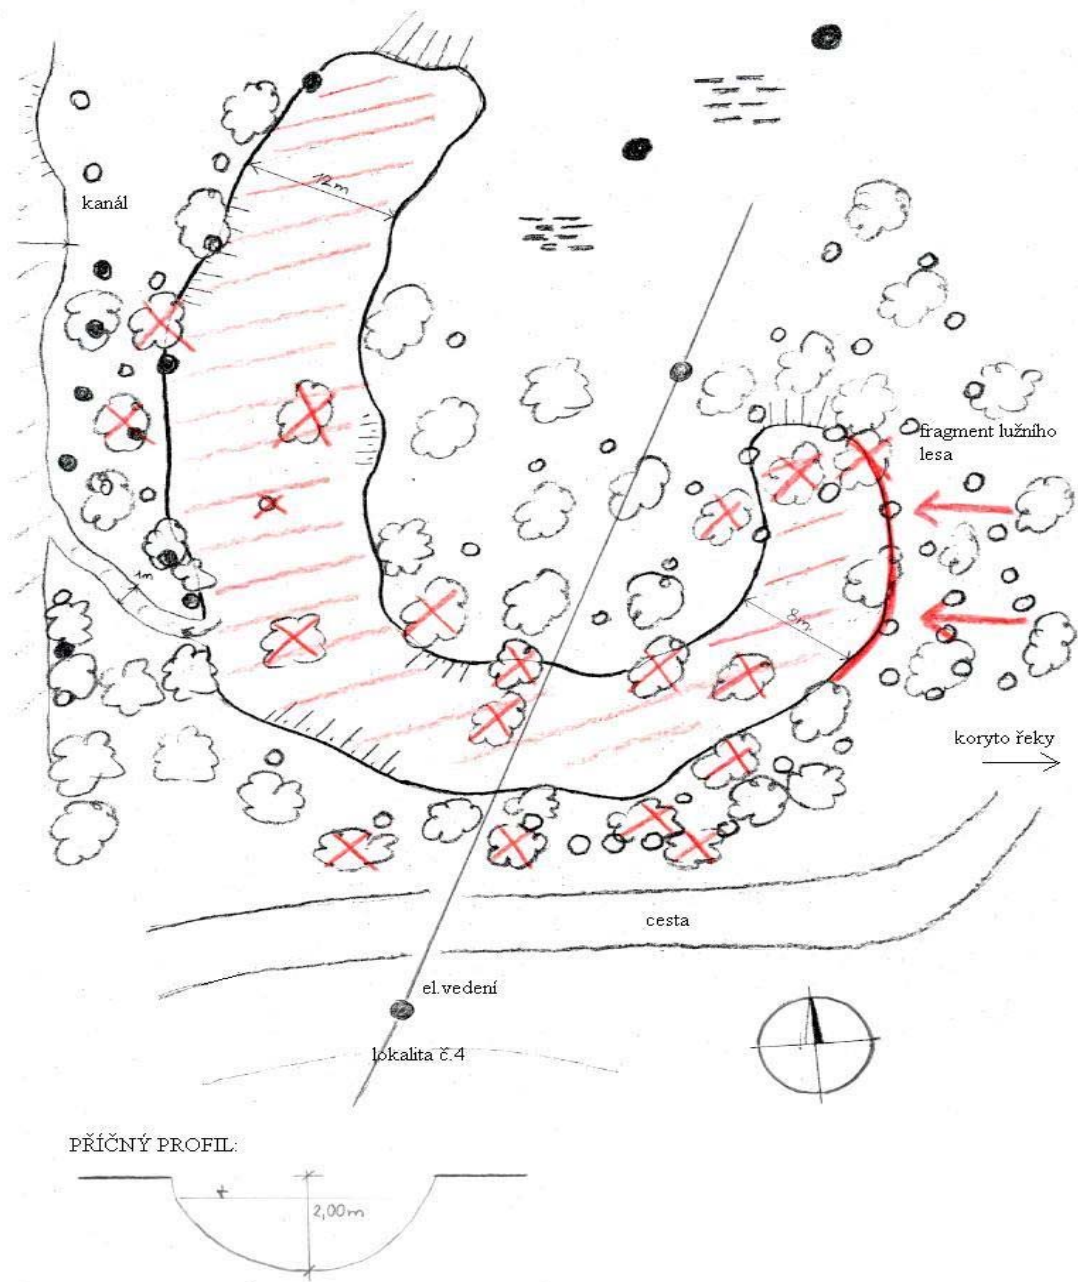 12m
kanál
fragment lužního
lesa
1m
8m
koryto řeky
cesta
el.vedení
lokalita č.4
PŘÍČNÝ PROFIL:
2,00m